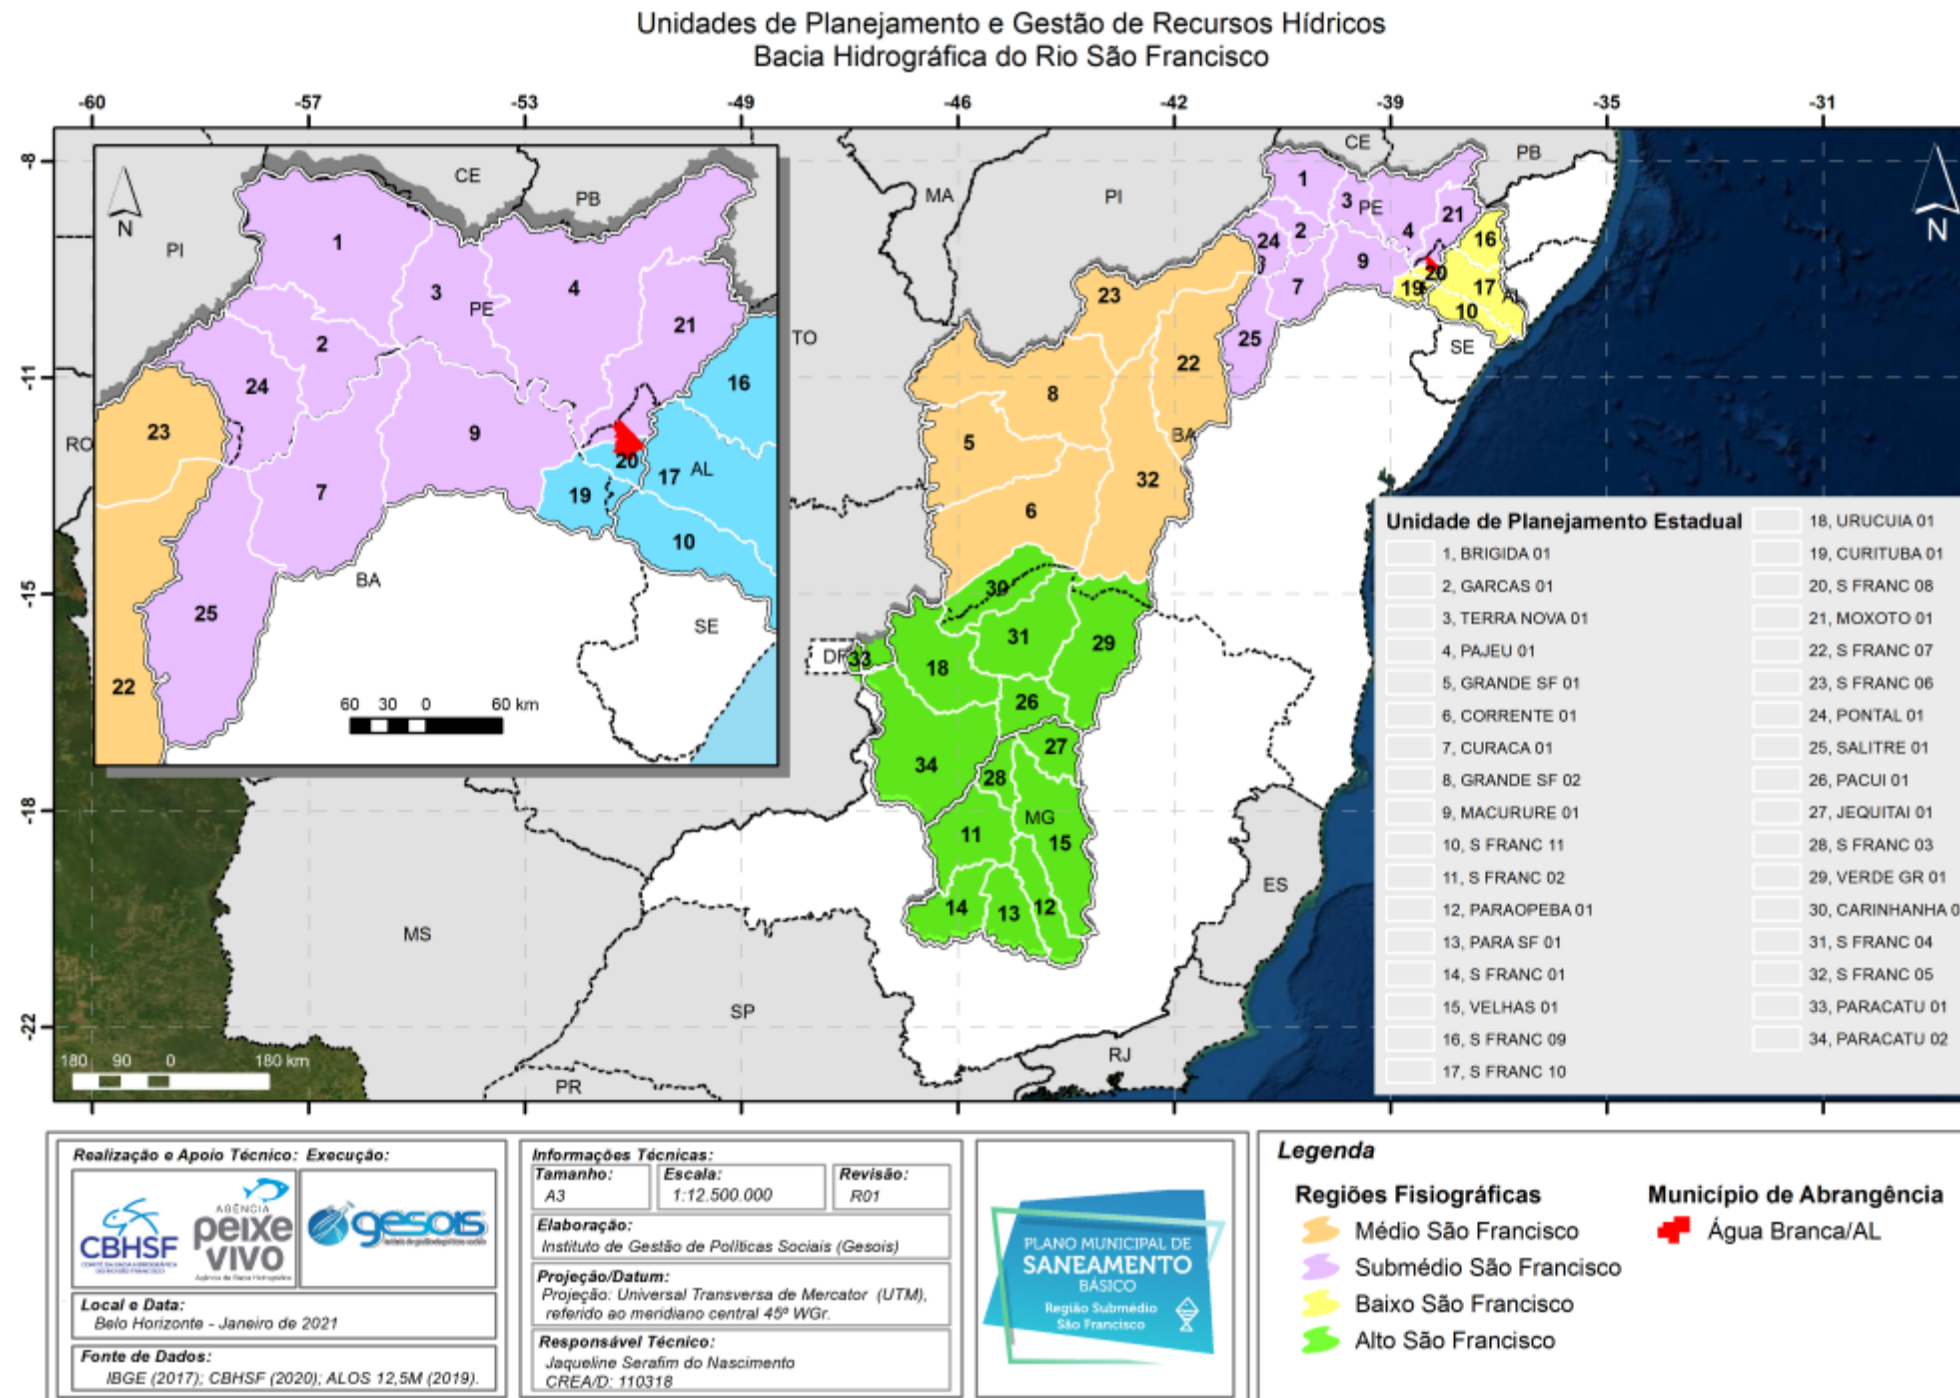 Unidades de Planejamento e Gestão de Recursos Hídricos
Bacia Hidrográfica do Rio São Francisco
-60 -57 -53 -49 -46 -42 -39 -35 -31
-8
-11
-15
-18
-22
N
CE
PB
PI
1
3
PE
4
21
2
24
16
23
9
RO
20
17
AL
19
7
10
BA
25
SE
22
60 30 0 60 km
MA
PI
CE
PB
TO
1
3
PE
4
21
2
24
16
9
20
7
19
17
10
23
25
SE
22
8
BA
5
32
6
30
31
29
DF
33
18
26
27
34
28
MG
11
15
14
13
12
ES
MS
SP
RJ
PR
180 90 0 180 km
N
Unidade de Planejamento Estadual
1, BRIGIDA 01
2, GARCAS 01
3, TERRA NOVA 01
4, PAJEU 01
5, GRANDE SF 01
6, CORRENTE 01
7, CURACA 01
8, GRANDE SF 02
9, MACURURE 01
10, S FRANC 11
11, S FRANC 02
12, PARAOPEBA 01
13, PARA SF 01
14, S FRANC 01
15, VELHAS 01
16, S FRANC 09
17, S FRANC 10
18, URUCUIA 01
19, CURITUBA 01
20, S FRANC 08
21, MOXOTO 01
22, S FRANC 07
23, S FRANC 06
24, PONTAL 01
25, SALITRE 01
26, PACUI 01
27, JEQUITAI 01
28, S FRANC 03
29, VERDE GR 01
30, CARINHANHA 0
31, S FRANC 04
32, S FRANC 05
33, PARACATU 01
34, PARACATU 02
Realização e Apoio Técnico: Execução:
CBHSF
AGÊNCIA
peixe
vivo
gesois
Local e Data:
Belo Horizonte - Janeiro de 2021
Fonte de Dados:
IBGE (2017); CBHSF (2020); ALOS 12,5M (2019).
Informações Técnicas:
Tamanho:
A3
Escala:
1:12.500.000
Revisão:
R01
Elaboração:
Instituto de Gestão de Políticas Sociais (Gesois)
Projeção/Datum:
Projeção: Universal Transversa de Mercator (UTM),
referido ao meridiano central 45º WGr.
Responsável Técnico:
Jaqueline Serafim do Nascimento
CREA/D: 110318
PLANO MUNICIPAL DE
SANEAMENTO
BÁSICO
Região Submédio
São Francisco
Legenda
Regiões Fisiográficas
Médio São Francisco
Submédio São Francisco
Baixo São Francisco
Alto São Francisco
Município de Abrangência
Água Branca/AL